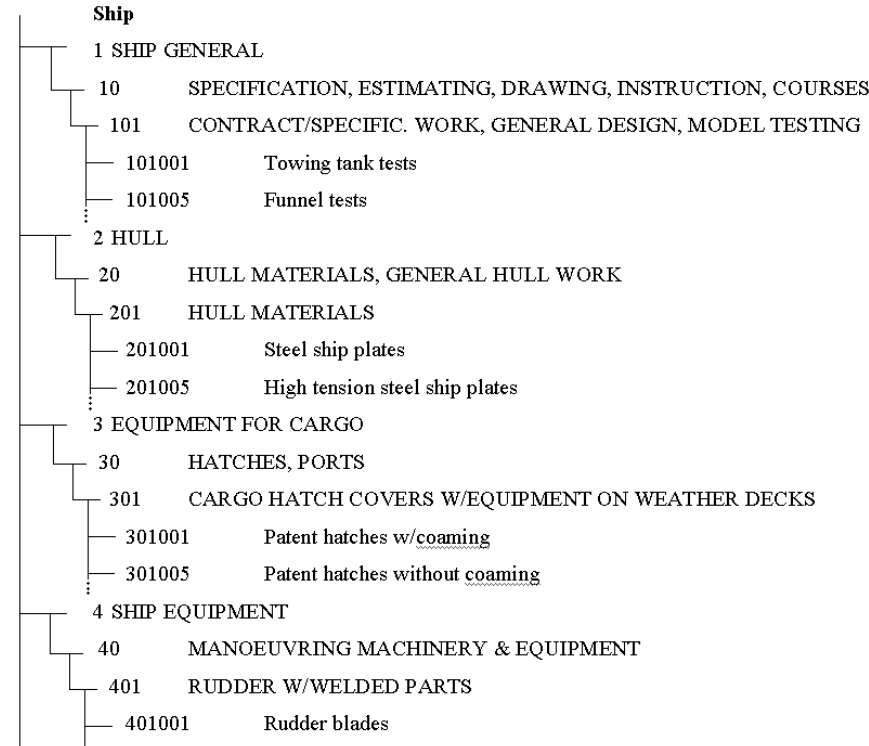 Ship
1 SHIP GENERAL
10 SPECIFICATION, ESTIMATING, DRAWING, INSTRUCTION, COURSES
101 CONTRACT/SPECIFIC. WORK, GENERAL DESIGN, MODEL TESTING
101001 Towing tank tests
101005 Funnel tests
2 HULL
20 HULL MATERIALS, GENERAL HULL WORK
201 HULL MATERIALS
201001 Steel ship plates
201005 High tension steel ship plates
3 EQUIPMENT FOR CARGO
30 HATCHES, PORTS
301 CARGO HATCH COVERS W/EQUIPMENT ON WEATHER DECKS
301001 Patent hatches w/coaming
301005 Patent hatches without coaming
4 SHIP EQUIPMENT
40 MANOEUVRING MACHINERY & EQUIPMENT
401 RUDDER W/WELDED PARTS
401001 Rudder blades